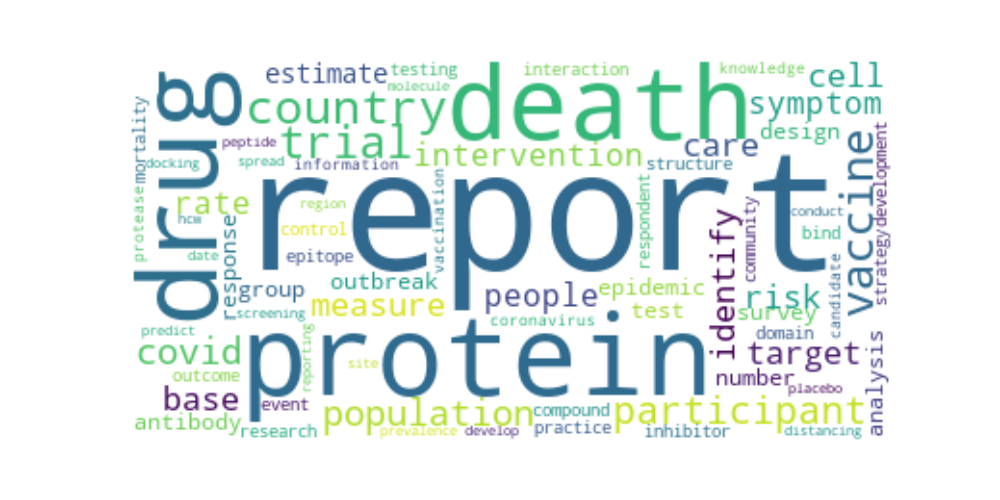 estimate
testing
interaction
knowledge
cell
molecule
drug
country
death
symptom
mortality
trial
intervention
care
design
peptide
docking
spread
information
structure
vaccine
development
protease
rate
region
report
vaccination
respondent
community
conduct
hcw
control
bind
date
response
epitope
identify
strategy
outbreak
group
measure
people
epidemic
risk
candidate
screening
coronavirus
test
survey
predict
reporting
protein
domain
covid
site
target
outcome
number
analysis
base
event
placebo
population
compound
participant
antibody
research
prevalence
develop
practice
inhibitor
distancing